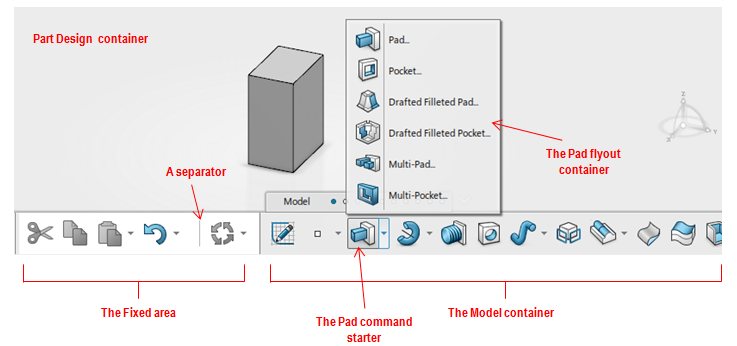 Part Design container
Pad...
Pocket...
Drafted Filleted Pad...
Drafted Filleted Pocket...
Multi-Pad...
Multi-Pocket...
The Pad flyout
container
A separator
Model
z
y
x
The Fixed area
The Pad command
starter
The Model container